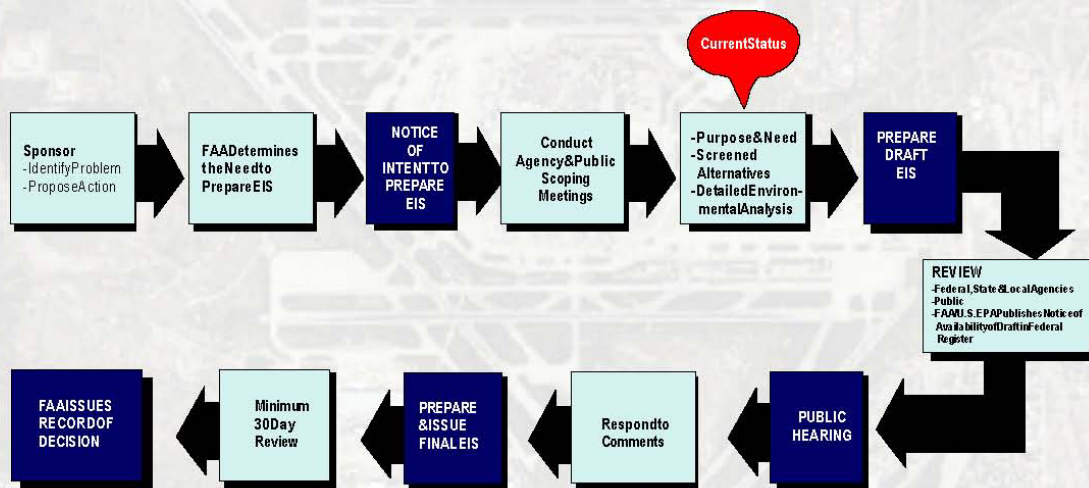 CurrentStatus
Sponsor
-IdentifyProblem
-ProposeAction
FAADetermines
theNeedto
PrepareEIS
NOTICE
OF
INTENTTO
PREPARE
EIS
Conduct
Agency&Public
Scoping
Meetings
-Purpose&Need
-Screened
Alternatives
-DetailedEnviron-
mentalAnalysis
PREPARE
DRAFT
EIS
REVIEW
-Federal,State&LocalAgencies
-Public
-FAA/U.S.EPAPublishesNoticeof
AvailabilityofDraftinFederal
Register
PUBLIC
HEARING
Respondto
Comments
PREPARE
&ISSUE
FINALEIS
Minimum
30Day
Review
FAAISSUES
RECORDOF
DECISION